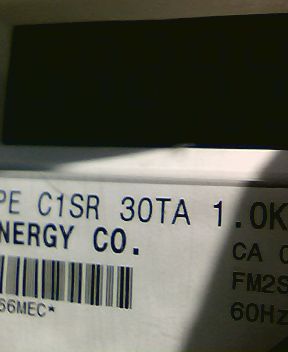 PE C1SR 30TA 1.0K
NERGY CO.
CA
FM2S
66MEC*
60Hz